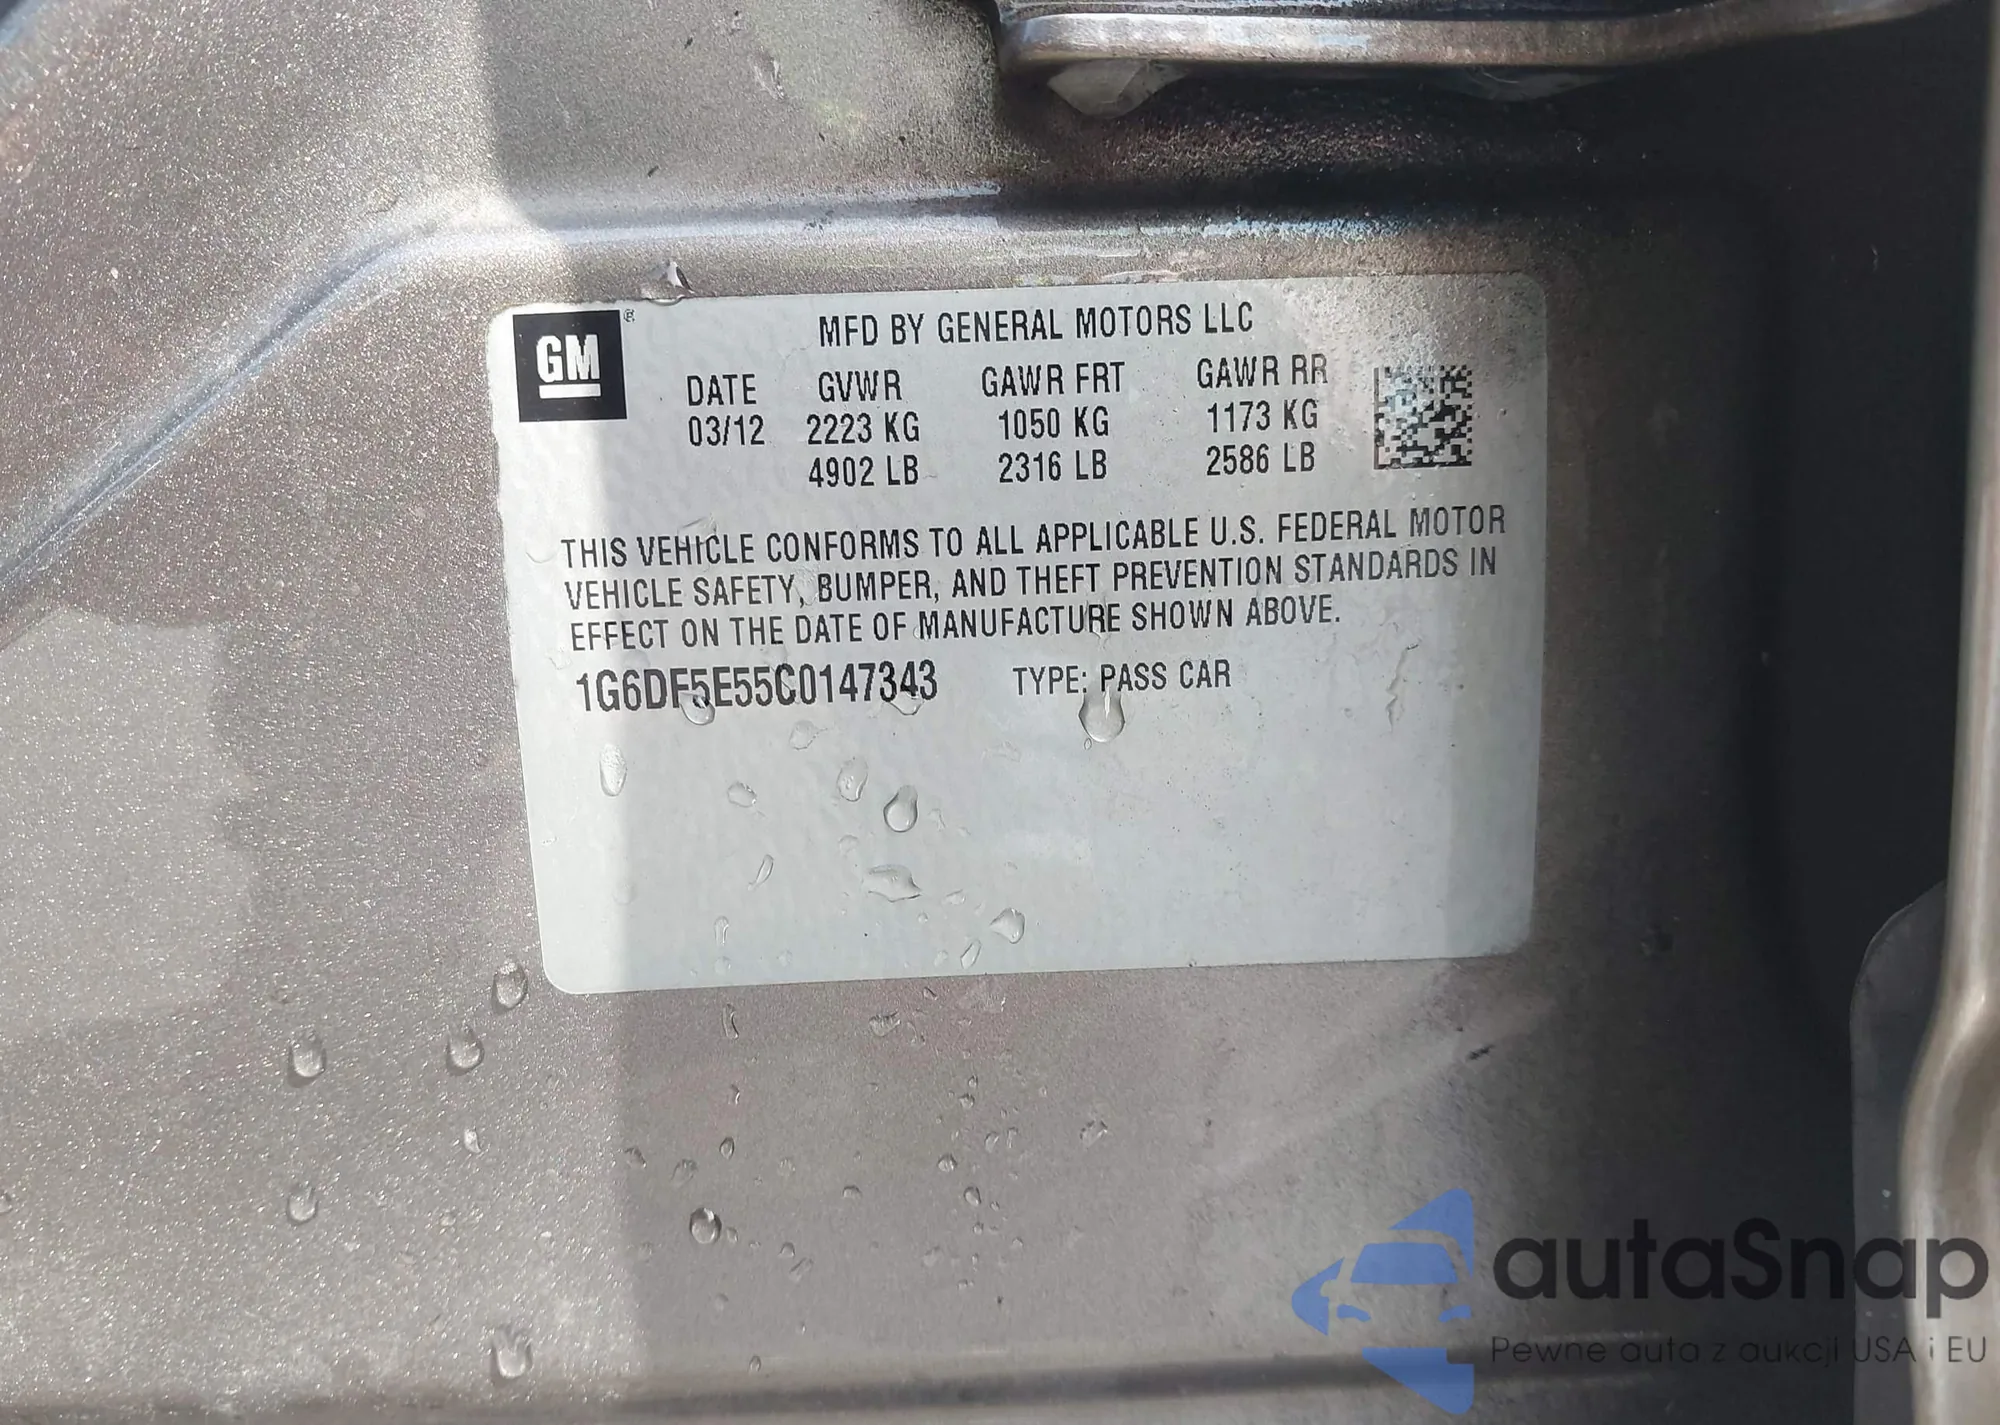 GM ®
MFD BY GENERAL MOTORS LLC
DATE GVWR GAWR FRT GAWR RR
03/12 2223 KG 1050 KG 1173 KG
4902 LB 2316 LB 2586 LB
THIS VEHICLE CONFORMS TO ALL APPLICABLE U.S. FEDERAL MOTOR
VEHICLE SAFETY, BUMPER, AND THEFT PREVENTION STANDARDS IN
EFFECT ON THE DATE OF MANUFACTURE SHOWN ABOVE.
1G6DF5E55C0147343 TYPE: PASS CAR
autaSnap
Pewne auta z aukcji USA i EU